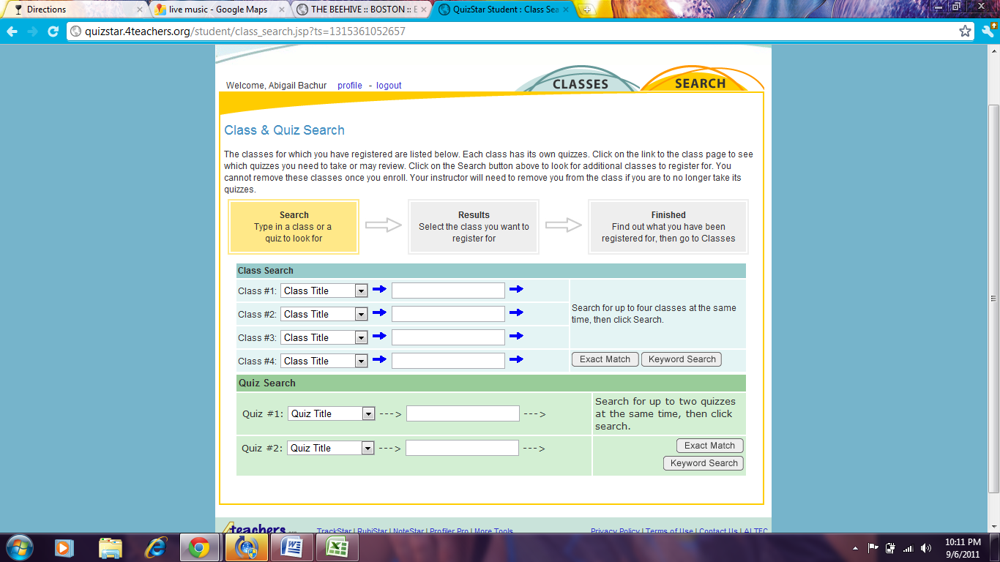 Directions
live music - Google Maps
THE BEEHIVE :: BOSTON :: E
QuizStar Student : Class Sea
quizstar.4teachers.org/student/class_search.jsp?ts=1315361052657
Welcome, Abigail Bachur profile - logout
CLASSES
SEARCH
Class & Quiz Search
The classes for which you have registered are listed below. Each class has its own quizzes. Click on the link to the class page to see
which quizzes you need to take or may review. Click on the Search button above to look for additional classes to register for. You
cannot remove these classes once you enroll. Your instructor will need to remove you from the class if you are to no longer take its
quizzes.
Search
Type in a class or a
quiz to look for
Results
Select the class you want to
register for
Finished
Find out what you have been
registered for, then go to Classes
Class Search
Class #1: Class Title
Class #2: Class Title
Class #3: Class Title
Class #4: Class Title
Search for up to four classes at the same
time, then click Search.
Exact Match Keyword Search
Quiz Search
Quiz #1: Quiz Title ---> --->
Search for up to two quizzes
at the same time, then click
search.
Quiz #2: Quiz Title ---> --->
Exact Match
Keyword Search
4teachers.org
TrackStar | RubiStar | NoteStar | Profiler Pro | More Tools
Privacy Policy | Terms of Use | Contact Us | ALTEC
10:11 PM
9/6/2011